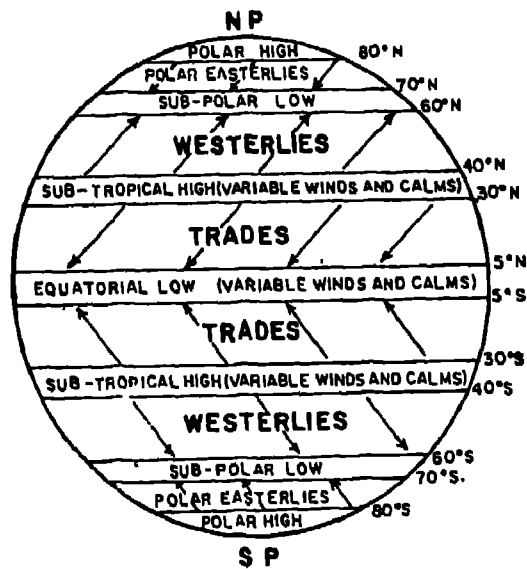 NP
POLAR HIGH 80°N
POLAR EASTERLIES
70°N
SUB-POLAR LOW 60°N
WESTERLIES
40°N
SUB-TROPICAL HIGH(VARIABLE WINDS AND CALMS)
30°N
TRADES
5°N
EQUATORIAL LOW (VARIABLE WINDS AND CALMS)
5°S
TRADES
30°S
SUB-TROPICAL HIGH(VARIABLE WINDS AND CALMS)
40°S
WESTERLIES
60°S
SUB-POLAR LOW
70°S.
POLAR EASTERLIES
80°S
POLAR HIGH
SP